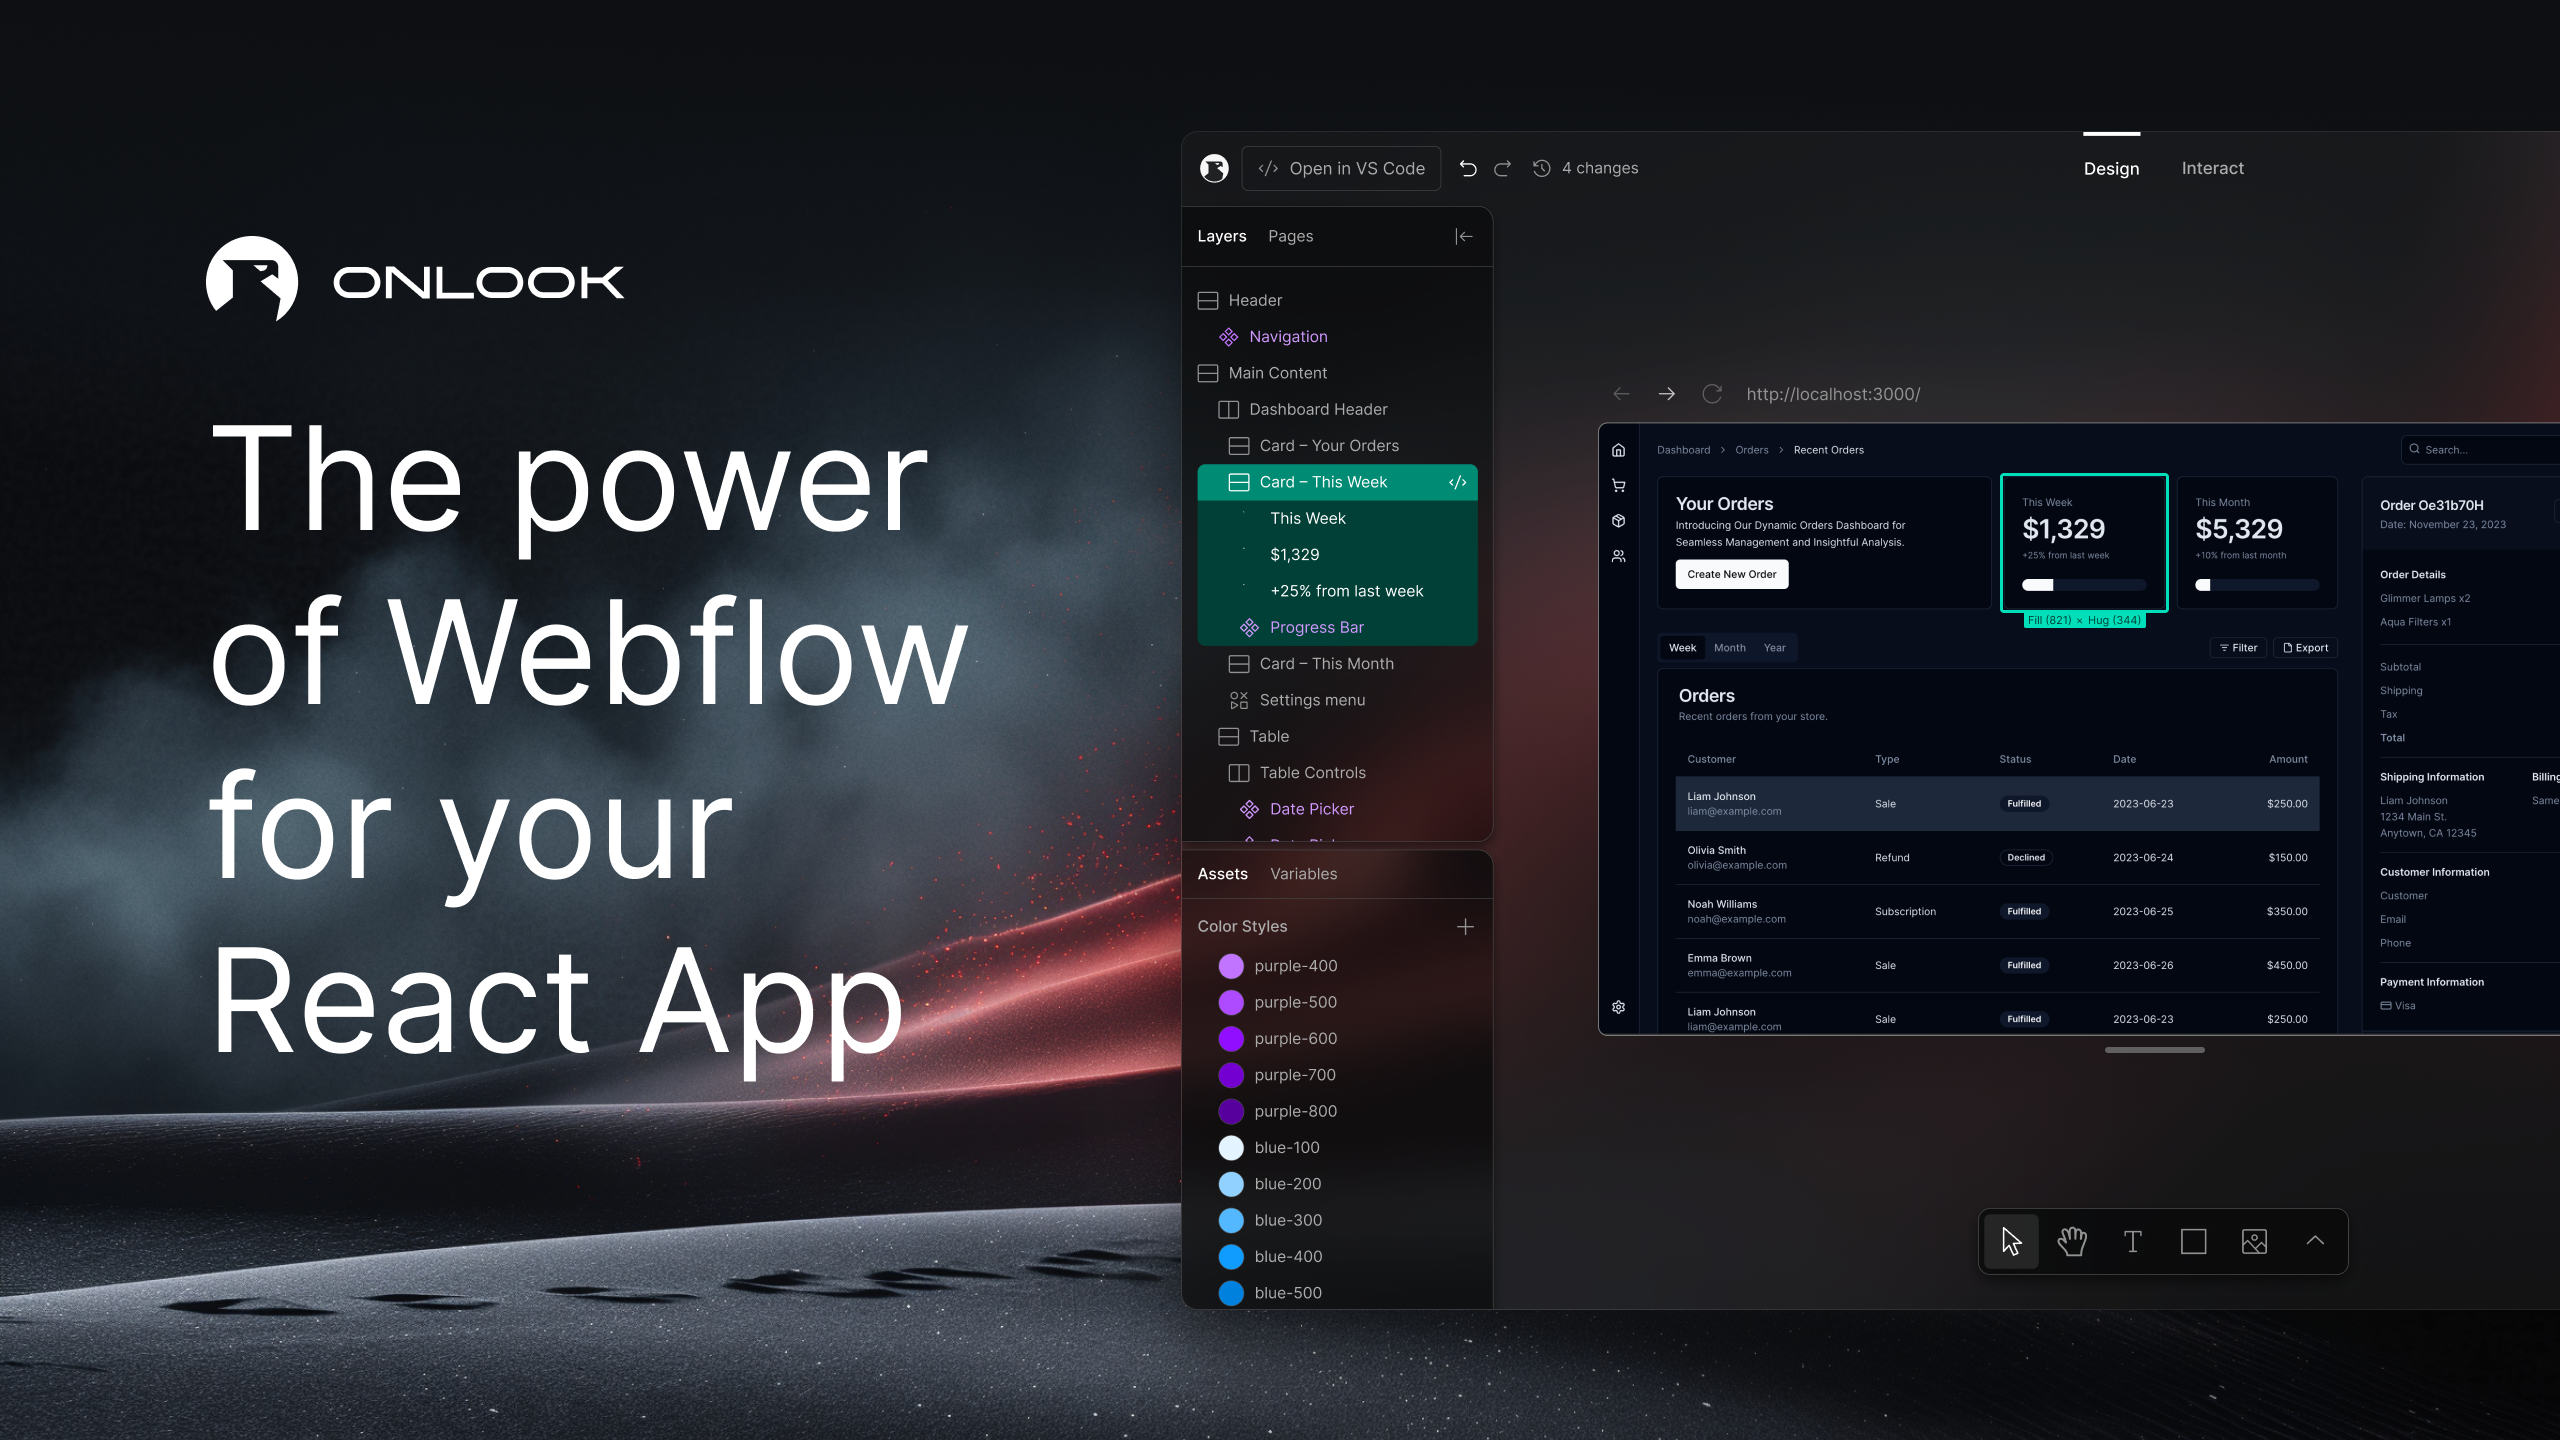 ONLOOK
The power
of Webflow
for your
React App
Open in VS Code
4 changes
Design
Interact
Layers
Pages
Header
Navigation
Main Content
Dashboard Header
Card – Your Orders
Card – This Week
This Week
$1,329
+25% from last week
Progress Bar
Card – This Month
Settings menu
Table
Table Controls
Date Picker
Assets
Variables
Color Styles
purple-400
purple-500
purple-600
purple-700
purple-800
blue-100
blue-200
blue-300
blue-400
blue-500
http://localhost:3000/
Dashboard
Orders
Recent Orders
Search...
Your Orders
Introducing Our Dynamic Orders Dashboard for
Seamless Management and Insightful Analysis.
Create New Order
This Week
$1,329
+25% from last week
Fill (821) × Hug (344)
This Month
$5,329
+10% from last month
Week
Month
Year
Filter
Export
Orders
Recent orders from your store.
Customer Type Status Date Amount
Liam Johnson
liam@example.com
Sale Fulfilled 2023-06-23 $250.00
Olivia Smith
olivia@example.com
Refund Declined 2023-06-24 $150.00
Noah Williams
noah@example.com
Subscription Fulfilled 2023-06-25 $350.00
Emma Brown
emma@example.com
Sale Fulfilled 2023-06-26 $450.00
Liam Johnson
liam@example.com
Sale Fulfilled 2023-06-23 $250.00
Order Oe31b70H
Date: November 23, 2023
Order Details
Glimmer Lamps x2
Aqua Filters x1
Subtotal
Shipping
Tax
Total
Shipping Information
Billing
Liam Johnson
Same
1234 Main St.
Anytown, CA 12345
Customer Information
Customer
Email
Phone
Payment Information
Visa